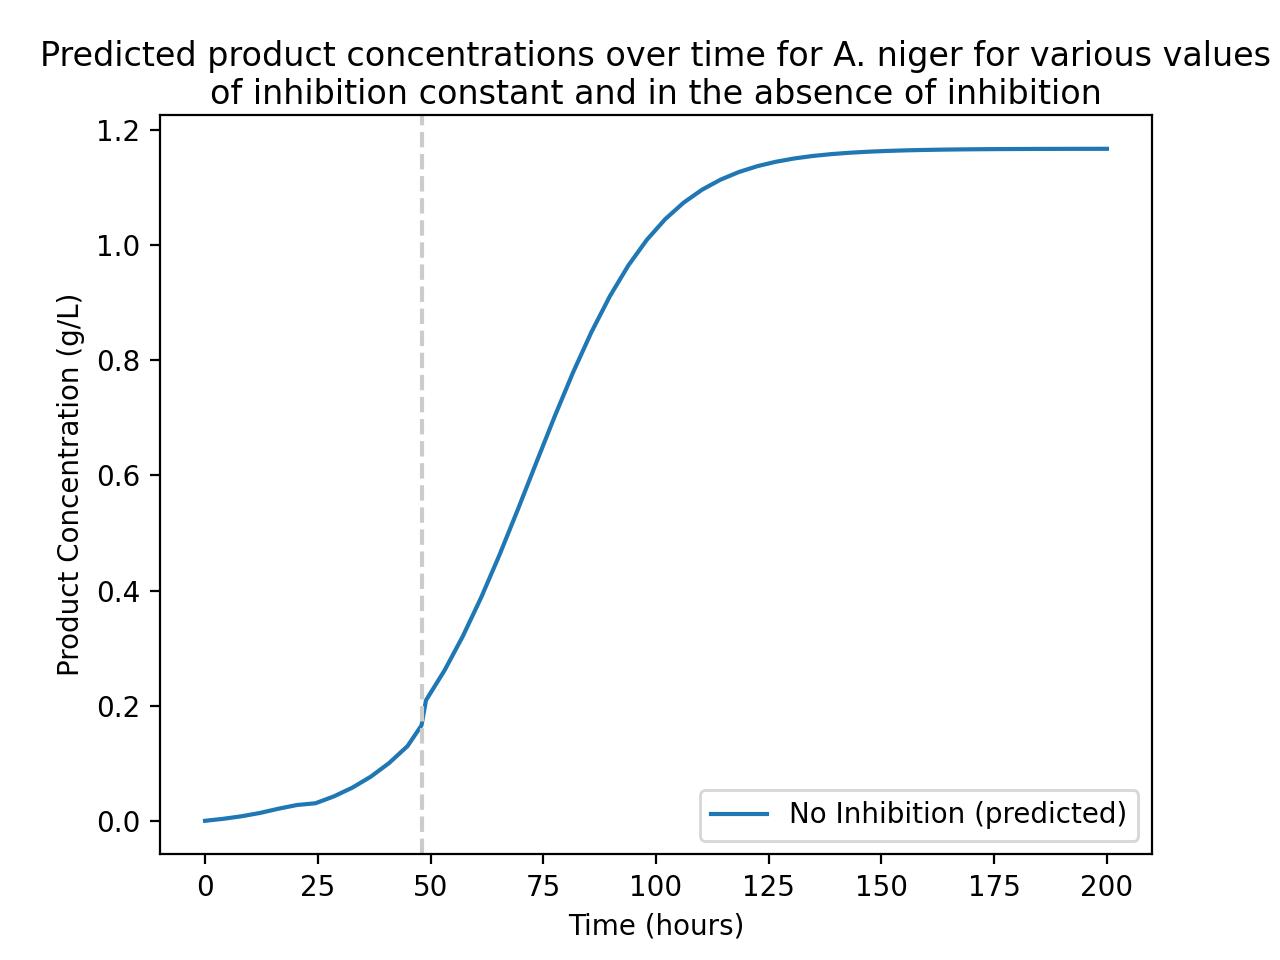 Predicted product concentrations over time for A. niger for various values
of inhibition constant and in the absence of inhibition
1.2
1.0
0.8
0.6
0.4
0.2
0.0
Product Concentration (g/L)
No Inhibition (predicted)
0 25 50 75 100 125 150 175 200
Time (hours)